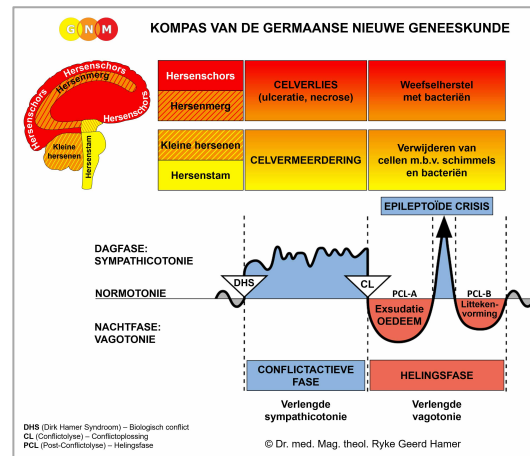 G N M
KOMPAS VAN DE GERMAANSE NIEUWE GENEESKUNDE
Hersenschors
Hersenmerg
Hersenschors
Hersenschors
Kleine
hersenen
Hersenstam
Hersenschors
Hersenmerg
CELVERLIES
(ulceratie, necrose)
Weefselherstel
met bacteriën
Kleine hersenen
Hersenstam
CELVERMEERDERING
Verwijderen van
cellen m.b.v. schimmels
en bacteriën
EPILEPTOÏDE CRISIS
DAGFASE:
SYMPATHICOTONIE
DHS
CL
NORMOTONIE
PCL-A
PCL-B
Exsudatie
OEDEEM
Litteken-
vorming
NACHTFASE:
VAGOTONIE
CONFLICTACTIEVE
FASE
HELINGSFASE
Verlengde
sympathicotonie
Verlengde
vagotonie
DHS (Dirk Hamer Syndroom) – Biologisch conflict
CL (Conflictolyse) – Conflictoplossing
PCL (Post-Conflictolyse) – Helingsfase
© Dr. med. Mag. theol. Ryke Geerd Hamer